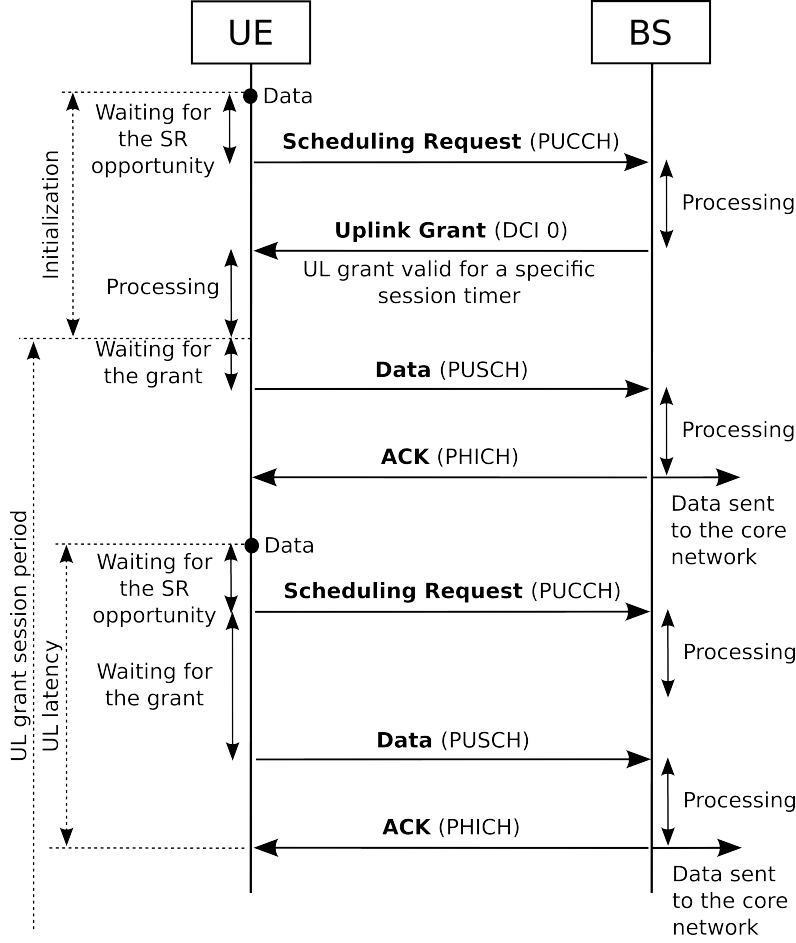 UE
BS
Data
Waiting for
the SR
opportunity
Scheduling Request (PUCCH)
Processing
Initialization
Uplink Grant (DCI 0)
UL grant valid for a specific
session timer
Processing
Waiting for
the grant
Data (PUSCH)
Processing
ACK (PHICH)
Data sent
to the core
network
UL grant session period
Data
Waiting for
the SR
opportunity
Scheduling Request (PUCCH)
Processing
UL latency
Waiting for
the grant
Data (PUSCH)
Processing
ACK (PHICH)
Data sent
to the core
network